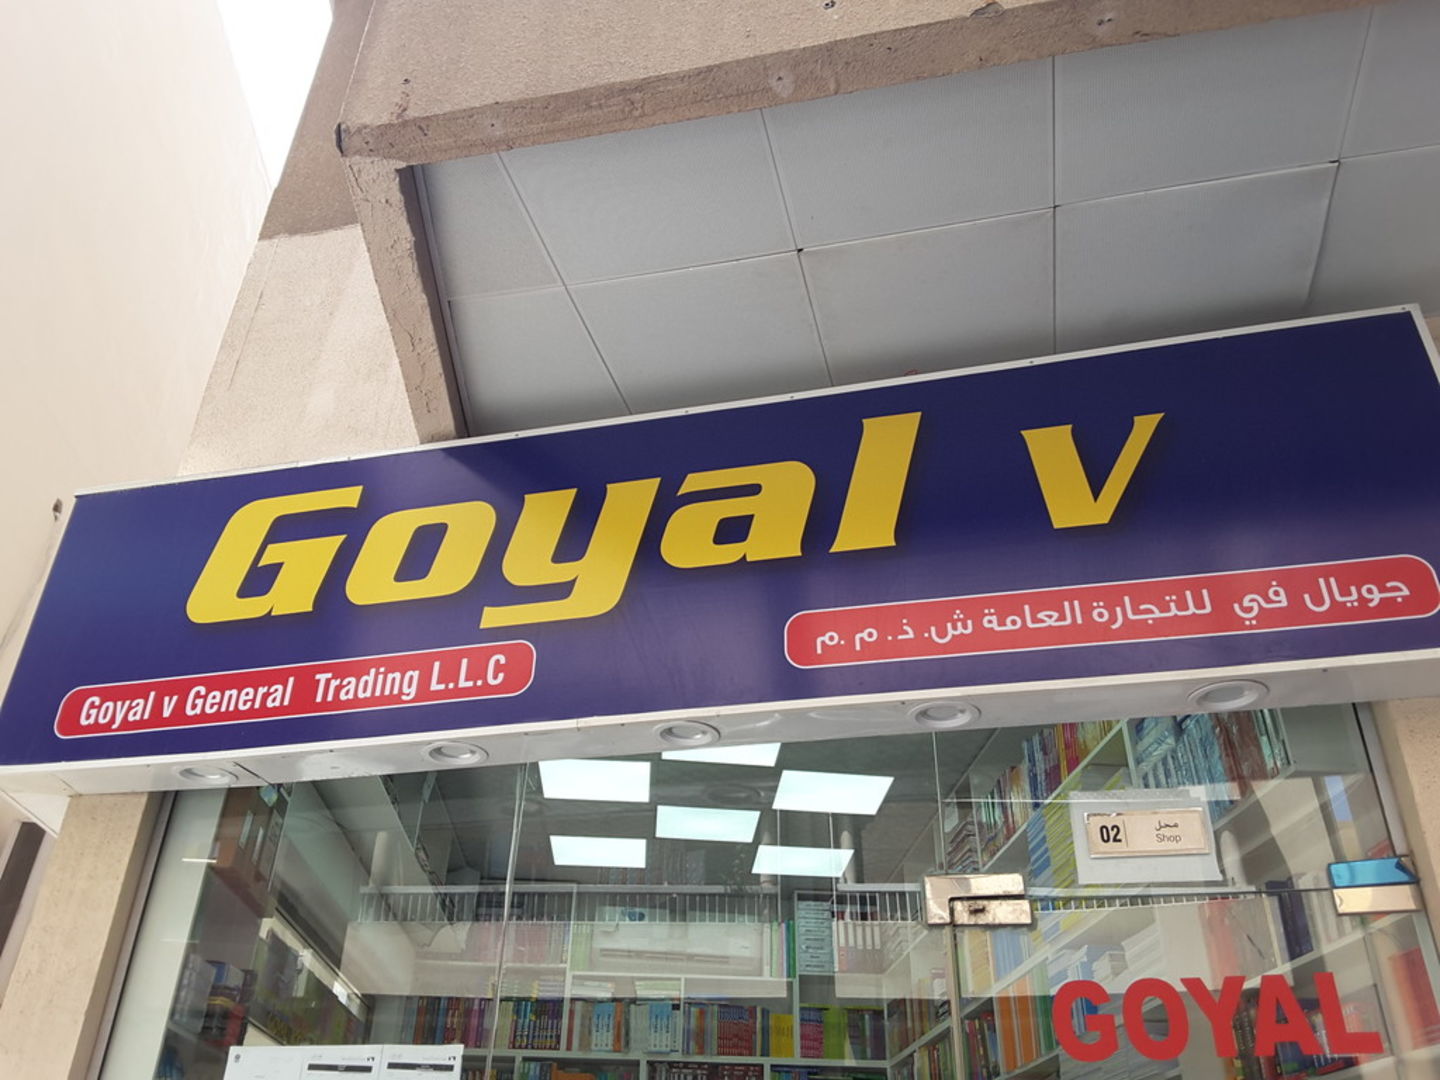 Goyal v
Goyal v General Trading L.L.C
جويال في للتجارة العامة ش. ذ. م .م
02
محل
Shop
GOYAL